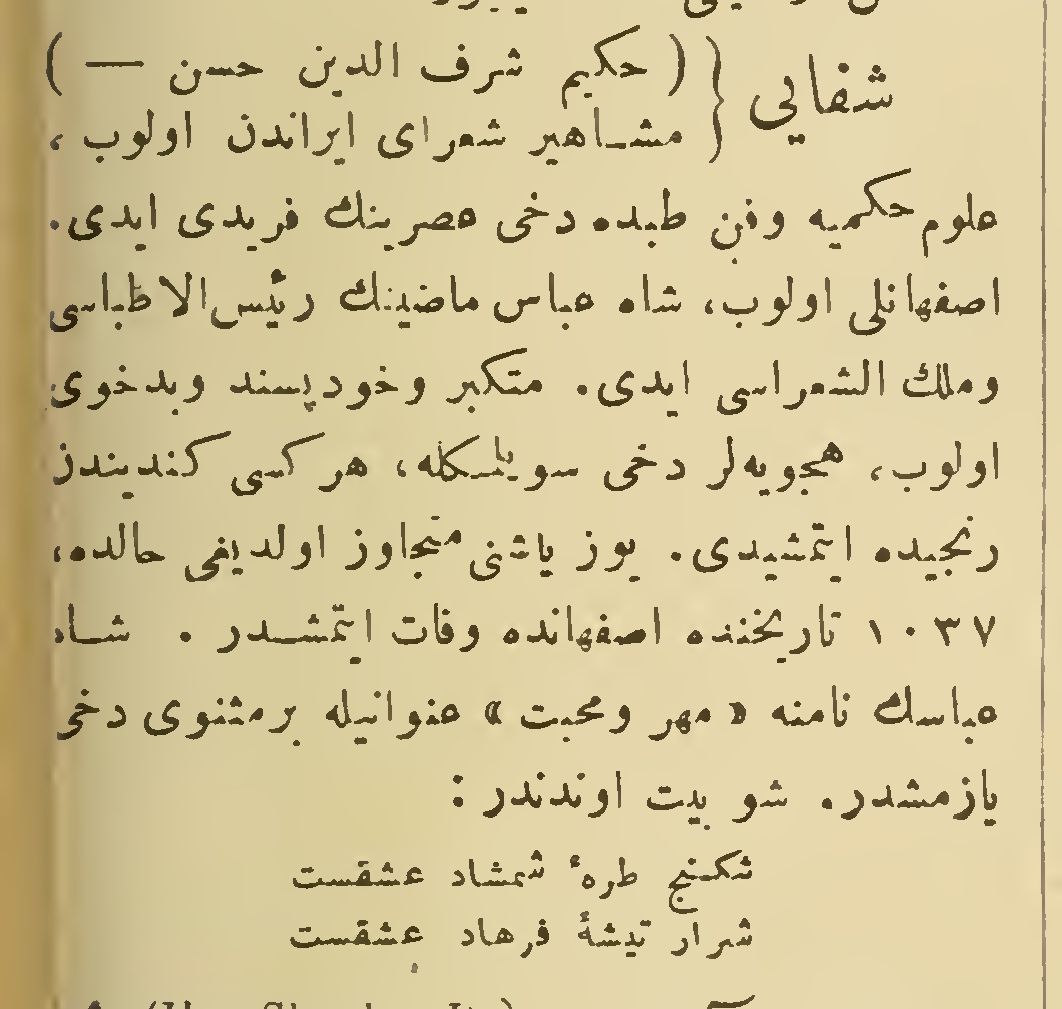 شفایی { ( حکیم شرف الدین حسن — )
مشـاهیر شعرای ایراندن اولوب ،
علوم حکمیه وفن طبده دخی عصرینك فریدی ایدی.
اصفهانلی اولوب، شاه عباس ماضینك رئیس‌الاطباسی
وملك الشعراسی ایدی. متکبر وخودپسند وبدخوی
اولوب، هجویه‌لر دخی سویلمکله، هر کسی کندیندن
رنجیده ایتمشیدی. یوز یاشنی متجاوز اولدیغی حالده،
۱۰۳۷ تاریخنده اصفهانده وفات ایتمشـدر . شـاه
عباسك نامنه « مهر ومحبت » عنوانیله برمثنوی دخی
یازمشدر. شو بیت اوندندر :
شکنج طرهٔ شمشاد عشقست
شرار تیشهٔ فرهاد عشقست